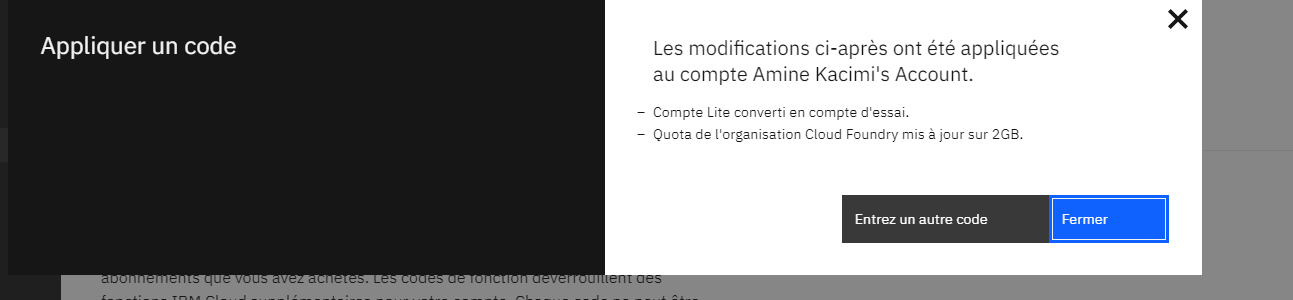 Appliquer un code
Les modifications ci-après ont été appliquées
au compte Amine Kacimi's Account.
– Compte Lite converti en compte d'essai.
– Quota de l'organisation Cloud Foundry mis à jour sur 2GB.
Entrez un autre code
Fermer
abonnements que vous avez achetés. Les codes de fonction déverrouillent des
fonctions IBM Cloud supplémentaires pour votre compte. Chaque code ne peut être